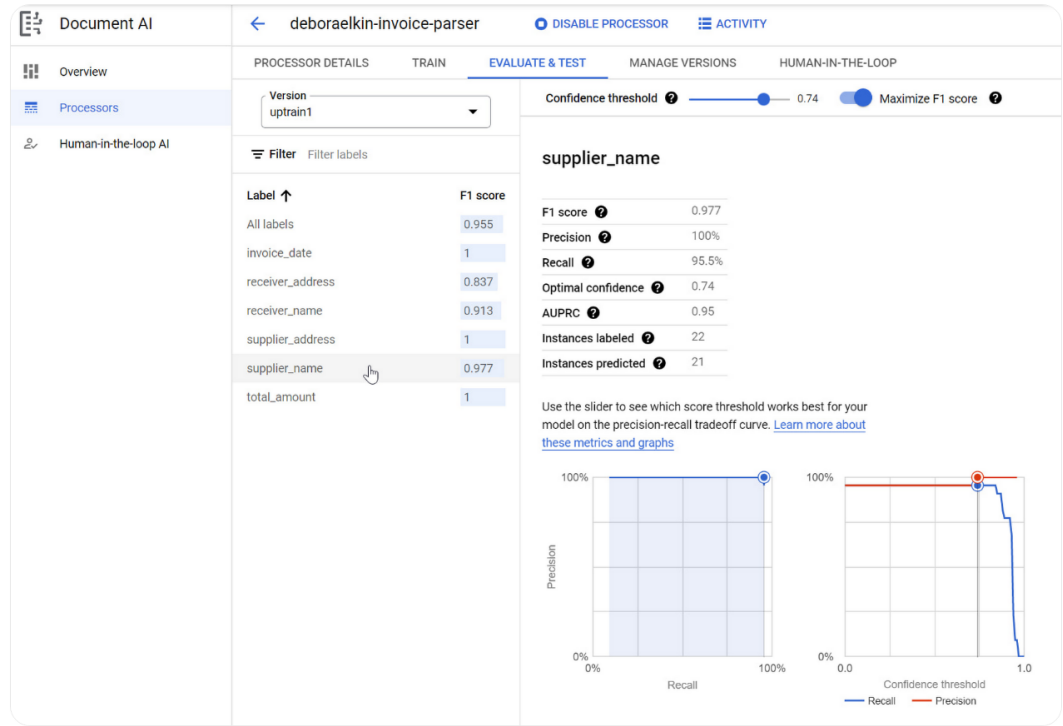 Document AI
deboraelkin-invoice-parser
DISABLE PROCESSOR
ACTIVITY
Overview
Processors
Human-in-the-loop AI
PROCESSOR DETAILS
TRAIN
EVALUATE & TEST
MANAGE VERSIONS
HUMAN-IN-THE-LOOP
Version
uptrain1
Filter Filter labels
Label F1 score
All labels 0.955
invoice_date 1
receiver_address 0.837
receiver_name 0.913
supplier_address 1
supplier_name 0.977
total_amount 1
Confidence threshold ? 0.74 Maximize F1 score ?
supplier_name
F1 score ? 0.977
Precision ? 100%
Recall ? 95.5%
Optimal confidence ? 0.74
AUPRC ? 0.95
Instances labeled ? 22
Instances predicted ? 21
Use the slider to see which score threshold works best for your
model on the precision-recall tradeoff curve. Learn more about
these metrics and graphs
100%
Precision
0%
0% 100%
Recall
100%
0%
0.0 1.0
Confidence threshold
Recall Precision